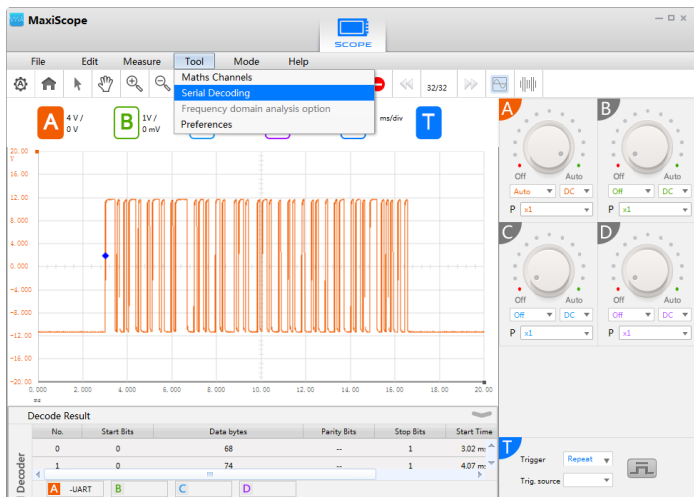 MaxiScope
SCOPE
File Edit Measure Tool Mode Help
32/32
Maths Channels
Serial Decoding
Frequency domain analysis option
Preferences
A 4 V / 0 V
B 1V / 0 mV
ms/div
T
20.00
V
16.00
12.00
8.000
4.000
0.000
-4.000
-8.000
-12.00
-16.00
-20.00
0.000 2.000 4.000 6.000 8.000 10.00 12.00 14.00 16.00 18.00 20.00
ms
A
Off Auto
Auto DC
P x1
B
Off Auto
Off DC
P x1
C
Off Auto
Off DC
P x1
D
Off Auto
Off DC
P x1
Decode Result
No. Start Bits Data bytes Parity Bits Stop Bits Start Time
0 0 68 -- 1 3.02 ms
1 0 74 -- 1 4.07 ms
Decoder
A -UART B C D
T
Trigger Repeat
Trig. source